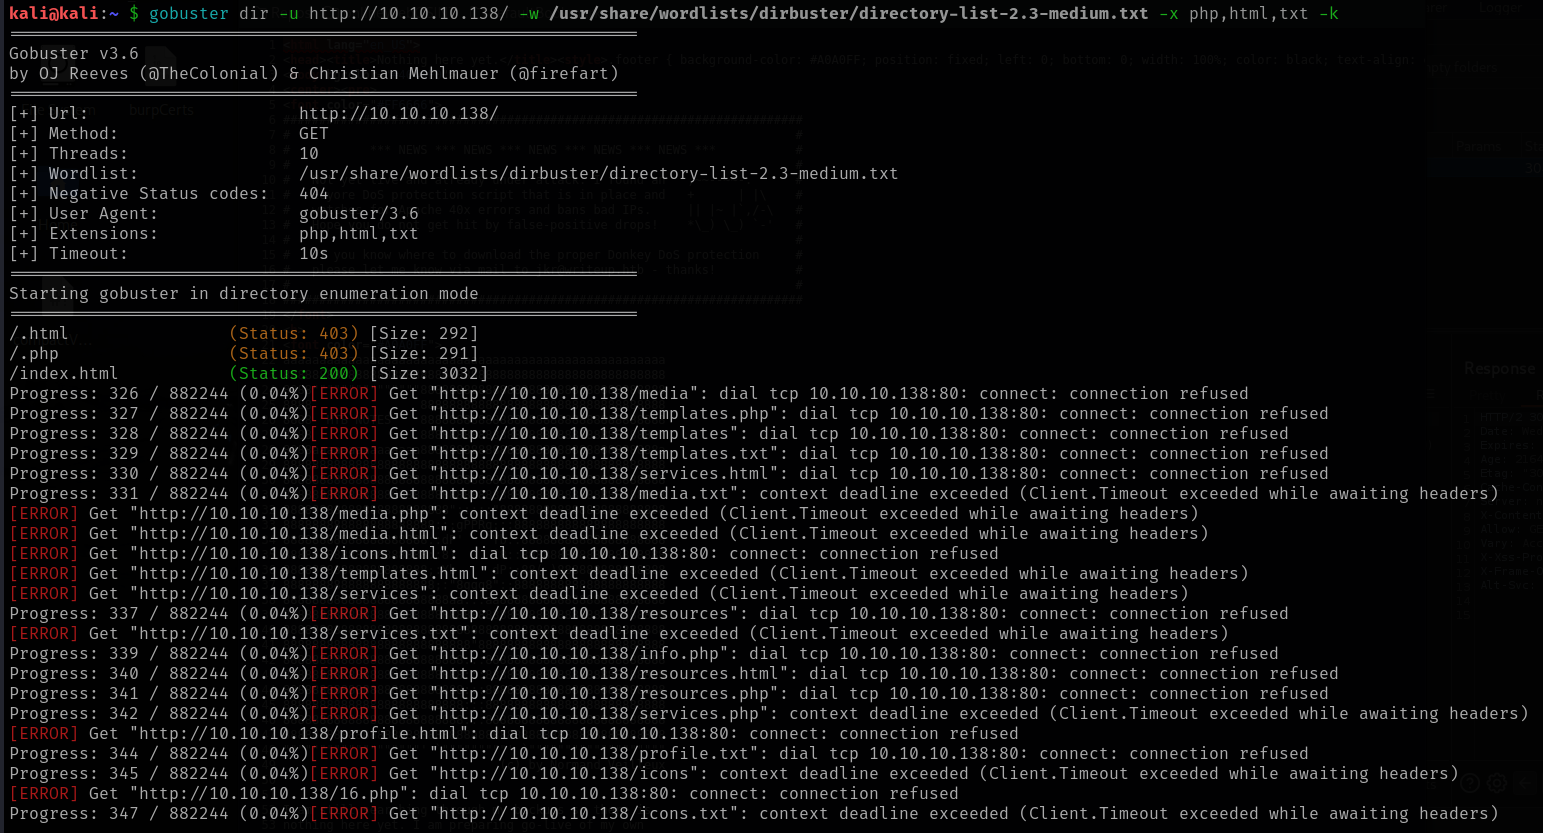 kali@kali:~ $ gobuster dir -u http://10.10.10.138/ -w /usr/share/wordlists/dirbuster/directory-list-2.3-medium.txt -x php,html,txt -k
===============================================================
Gobuster v3.6
by OJ Reeves (@TheColonial) & Christian Mehlmauer (@firefart)
===============================================================
[+] Url:                     http://10.10.10.138/
[+] Method:                  GET
[+] Threads:                 10
[+] Wordlist:                /usr/share/wordlists/dirbuster/directory-list-2.3-medium.txt
[+] Negative Status codes:   404
[+] User Agent:              gobuster/3.6
[+] Extensions:              php,html,txt
[+] Timeout:                 10s
===============================================================
Starting gobuster in directory enumeration mode
===============================================================
/.html                (Status: 403) [Size: 292]
/.php                 (Status: 403) [Size: 291]
/index.html           (Status: 200) [Size: 3032]
Progress: 326 / 882244 (0.04%)[ERROR] Get "http://10.10.10.138/media": dial tcp 10.10.10.138:80: connect: connection refused
Progress: 327 / 882244 (0.04%)[ERROR] Get "http://10.10.10.138/templates.php": dial tcp 10.10.10.138:80: connect: connection refused
Progress: 328 / 882244 (0.04%)[ERROR] Get "http://10.10.10.138/templates": dial tcp 10.10.10.138:80: connect: connection refused
Progress: 329 / 882244 (0.04%)[ERROR] Get "http://10.10.10.138/templates.txt": dial tcp 10.10.10.138:80: connect: connection refused
Progress: 330 / 882244 (0.04%)[ERROR] Get "http://10.10.10.138/services.html": dial tcp 10.10.10.138:80: connect: connection refused
Progress: 331 / 882244 (0.04%)[ERROR] Get "http://10.10.10.138/media.txt": context deadline exceeded (Client.Timeout exceeded while awaiting headers)
[ERROR] Get "http://10.10.10.138/media.php": context deadline exceeded (Client.Timeout exceeded while awaiting headers)
[ERROR] Get "http://10.10.10.138/media.html": context deadline exceeded (Client.Timeout exceeded while awaiting headers)
[ERROR] Get "http://10.10.10.138/icons.html": dial tcp 10.10.10.138:80: connect: connection refused
[ERROR] Get "http://10.10.10.138/templates.html": context deadline exceeded (Client.Timeout exceeded while awaiting headers)
[ERROR] Get "http://10.10.10.138/services": context deadline exceeded (Client.Timeout exceeded while awaiting headers)
Progress: 337 / 882244 (0.04%)[ERROR] Get "http://10.10.10.138/resources": dial tcp 10.10.10.138:80: connect: connection refused
[ERROR] Get "http://10.10.10.138/services.txt": context deadline exceeded (Client.Timeout exceeded while awaiting headers)
Progress: 339 / 882244 (0.04%)[ERROR] Get "http://10.10.10.138/info.php": dial tcp 10.10.10.138:80: connect: connection refused
Progress: 340 / 882244 (0.04%)[ERROR] Get "http://10.10.10.138/resources.html": dial tcp 10.10.10.138:80: connect: connection refused
Progress: 341 / 882244 (0.04%)[ERROR] Get "http://10.10.10.138/resources.php": dial tcp 10.10.10.138:80: connect: connection refused
Progress: 342 / 882244 (0.04%)[ERROR] Get "http://10.10.10.138/services.php": context deadline exceeded (Client.Timeout exceeded while awaiting headers)
[ERROR] Get "http://10.10.10.138/profile.html": dial tcp 10.10.10.138:80: connect: connection refused
Progress: 344 / 882244 (0.04%)[ERROR] Get "http://10.10.10.138/profile.txt": dial tcp 10.10.10.138:80: connect: connection refused
Progress: 345 / 882244 (0.04%)[ERROR] Get "http://10.10.10.138/icons": context deadline exceeded (Client.Timeout exceeded while awaiting headers)
[ERROR] Get "http://10.10.10.138/16.php": dial tcp 10.10.10.138:80: connect: connection refused
Progress: 347 / 882244 (0.04%)[ERROR] Get "http://10.10.10.138/icons.txt": context deadline exceeded (Client.Timeout exceeded while awaiting headers)